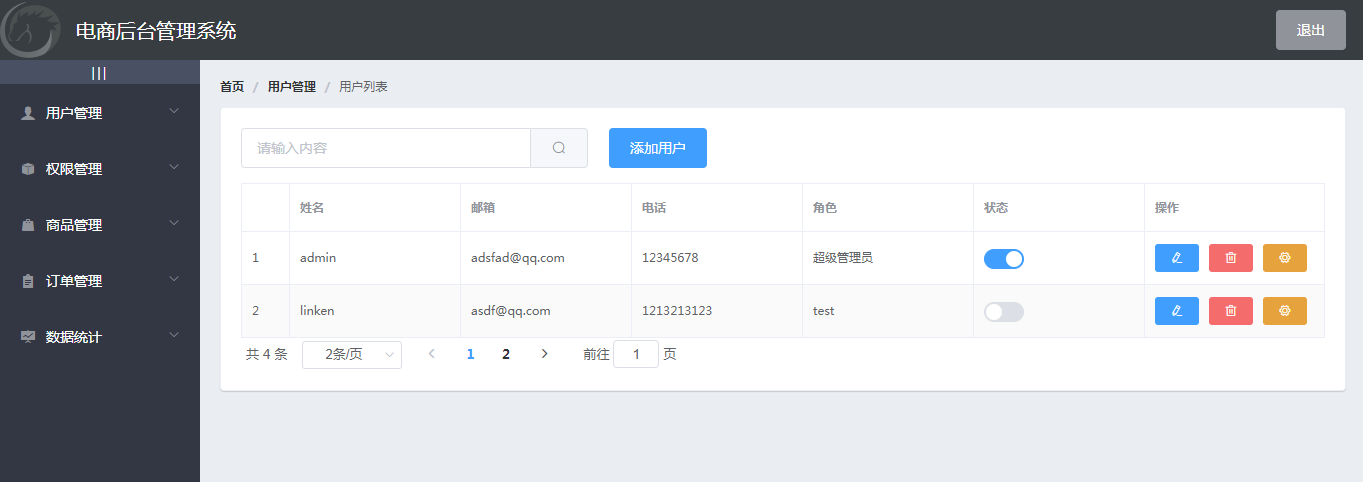 电商后台管理系统
退出
|||
用户管理
权限管理
商品管理
订单管理
数据统计
首页 / 用户管理 / 用户列表
请输入内容
添加用户
姓名 邮箱 电话 角色 状态 操作
1 admin adsfad@qq.com 12345678 超级管理员
2 linken asdf@qq.com 1213213123 test
共 4 条 2条/页 1 2 前往 1 页